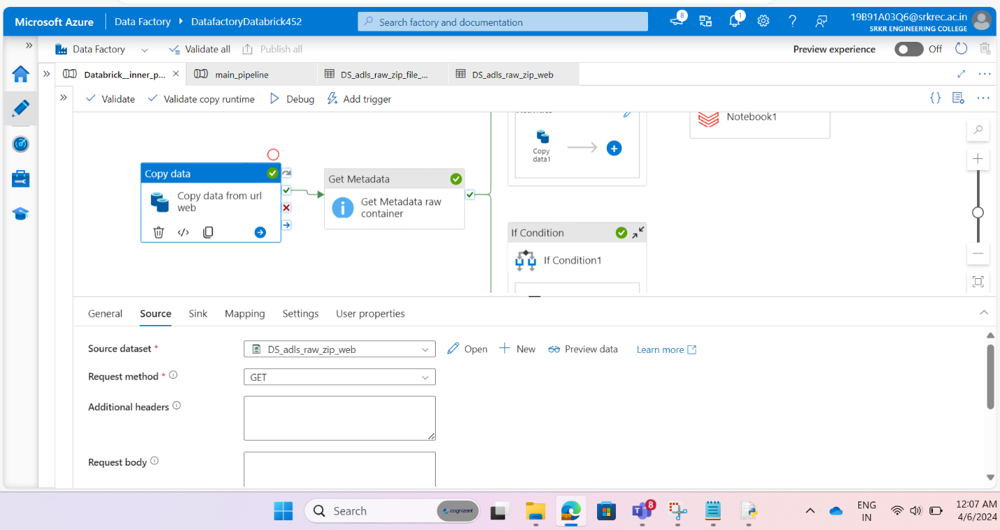 Microsoft Azure
Data Factory
DatafactoryDatabrick452
Search factory and documentation
8
1
19B91A03Q6@srkrec.ac.in
SRKR ENGINEERING COLLEGE
Data Factory
Validate all
Publish all
Preview experience
Off
Databrick__inner_p...
main_pipeline
DS_adls_raw_zip_file_...
DS_adls_raw_zip_web
Validate
Validate copy runtime
Debug
Add trigger
Copy data
Copy data from url
web
Get Metadata
Get Metadata raw
container
Activities
Copy
data1
Notebook1
If Condition
If Condition1
General
Source
Sink
Mapping
Settings
User properties
Source dataset *
DS_adls_raw_zip_web
Open
New
Preview data
Learn more
Request method *
GET
Additional headers
Request body
Search
cognizant
8
ENG
IN
12:07 AM
4/6/2024